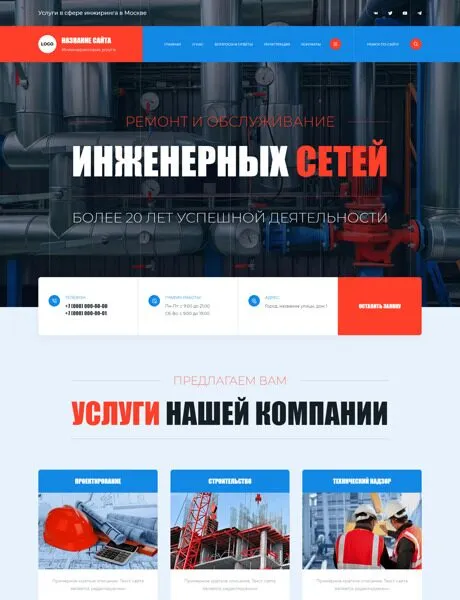 Услуги в сфере инжиринга в Москве
LOGO
НАЗВАНИЕ САЙТА
Инжиниринговые услуги
ГЛАВНАЯ
О НАС
ВОПРОСЫ И ОТВЕТЫ
РЕГИСТРАЦИЯ
КОНТАКТЫ
ПОИСК ПО САЙТУ
РЕМОНТ И ОБСЛУЖИВАНИЕ
ИНЖЕНЕРНЫХ СЕТЕЙ
БОЛЕЕ 20 ЛЕТ УСПЕШНОЙ ДЕЯТЕЛЬНОСТИ
ТЕЛЕФОН:
+7 (000) 000-00-00
+7 (000) 000-00-01
ГРАФИК РАБОТЫ:
Пн-Пт: с 9:00 до 21:00
Сб-Вс: с 9:00 до 19:00
АДРЕС:
Город, название улицы, дом 1
ОСТАВИТЬ ЗАЯВКУ
ПРЕДЛАГАЕМ ВАМ
УСЛУГИ НАШЕЙ КОМПАНИИ
ПРОЕКТИРОВАНИЕ
СТРОИТЕЛЬСТВО
ТЕХНИЧЕСКИЙ НАДЗОР
Примерное краткое описание. Текст сайта
является редактируемым.
Примерное краткое описание. Текст сайта
является редактируемым.
Примерное краткое описание. Текст сайта
является редактируемым.